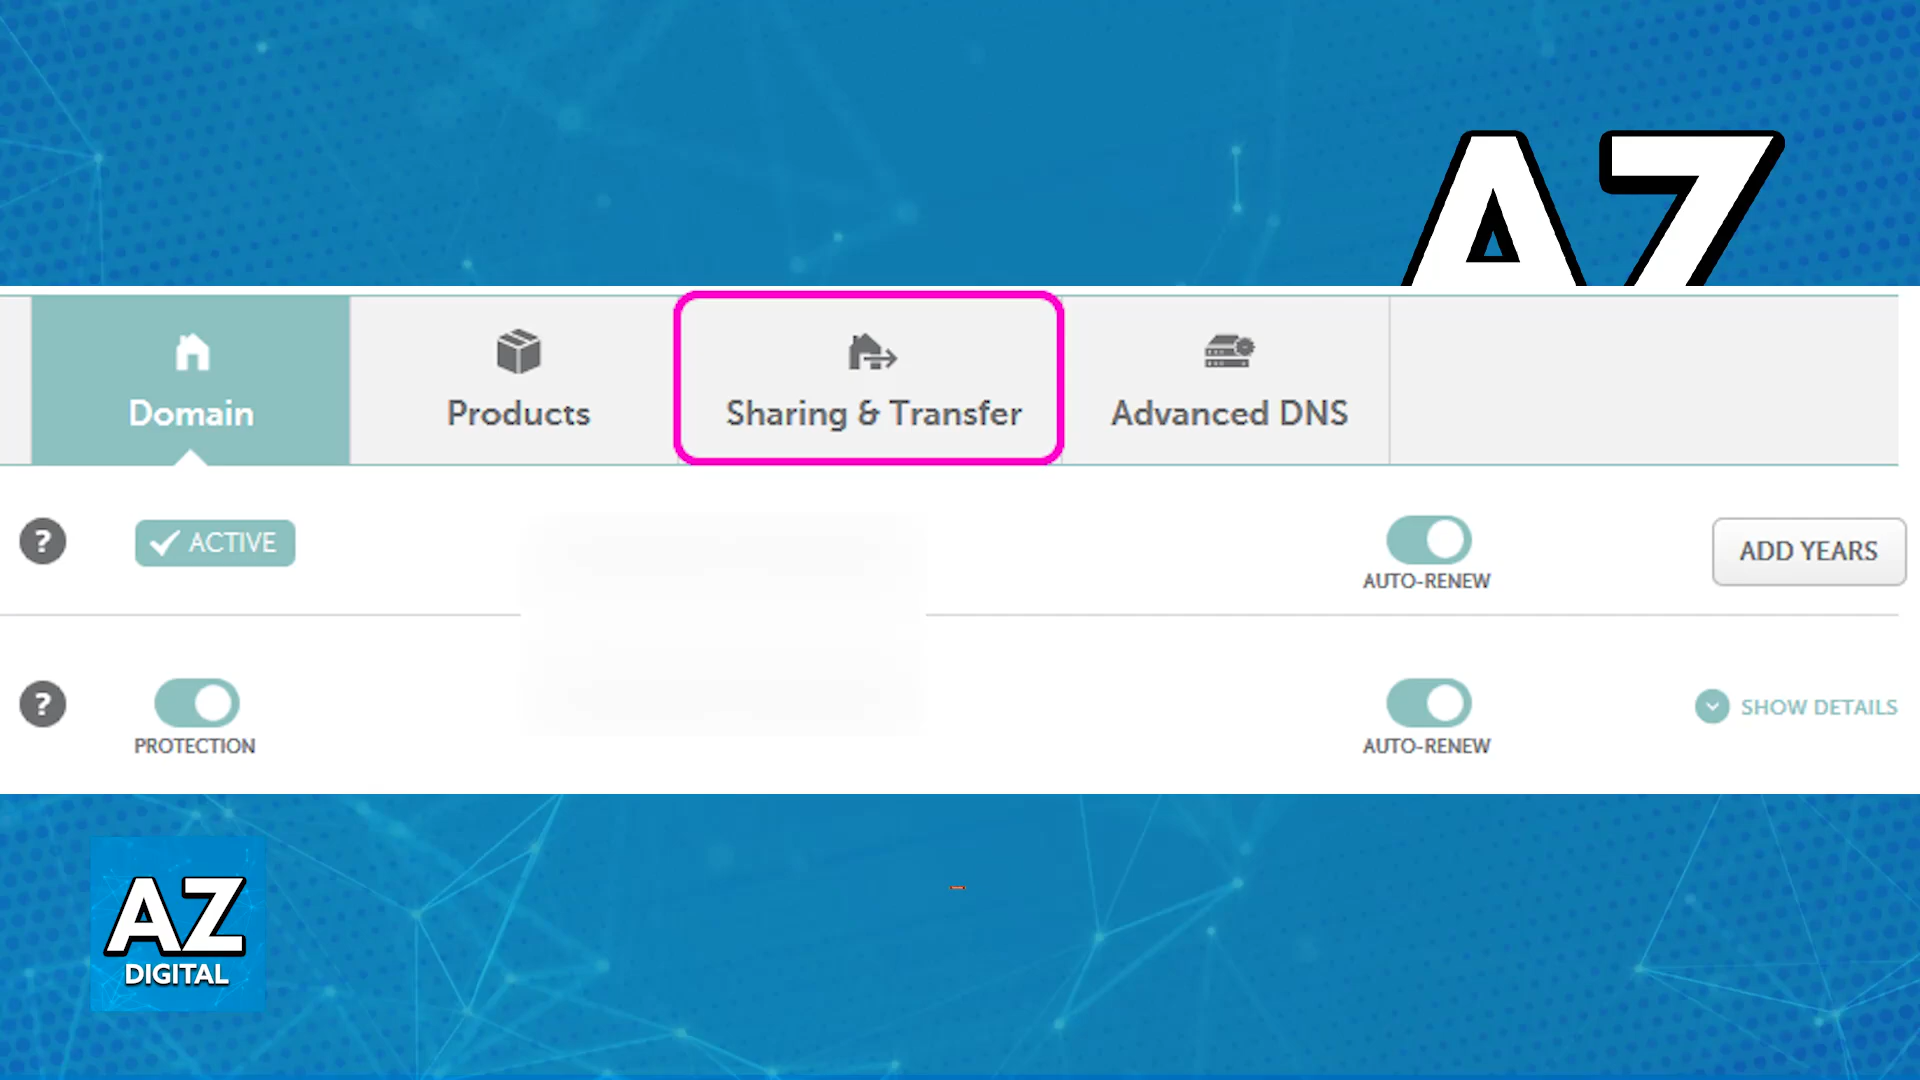 AZ
Domain
Products
Sharing & Transfer
Advanced DNS
? ACTIVE
AUTO-RENEW
ADD YEARS
? PROTECTION
AUTO-RENEW
SHOW DETAILS
AZ
DIGITAL